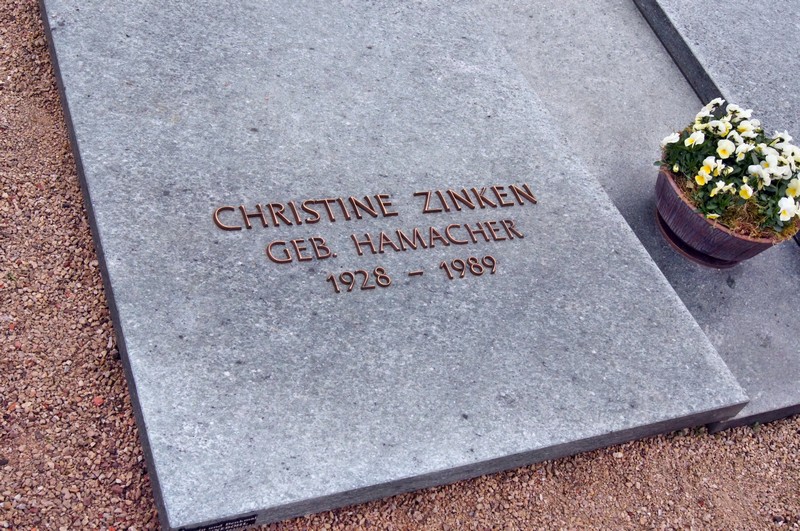 CHRISTINE ZINKEN
GEB. HAMACHER
1928 – 1989